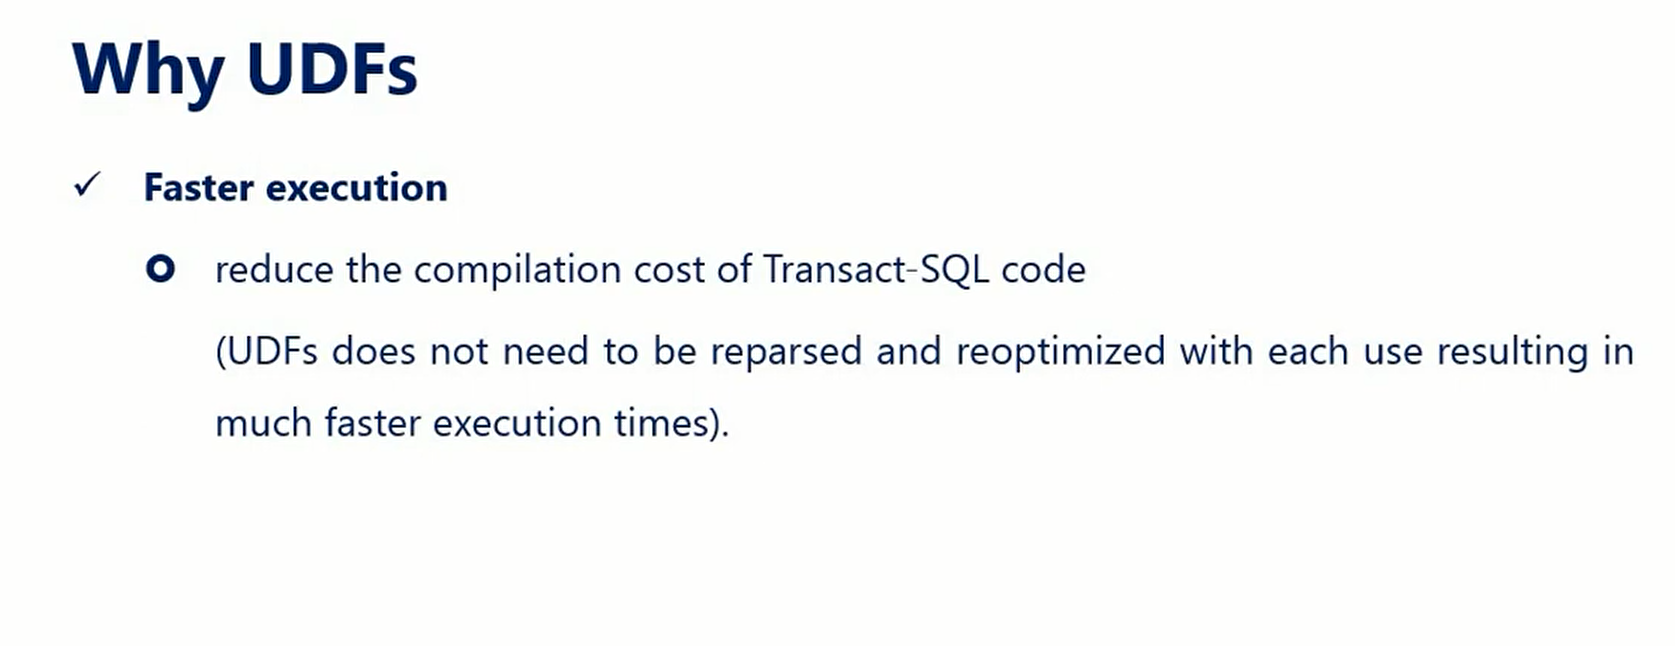 Why UDFs
✓ Faster execution
reduce the compilation cost of Transact-SQL code
(UDFs does not need to be reparsed and reoptimized with each use resulting in
much faster execution times).